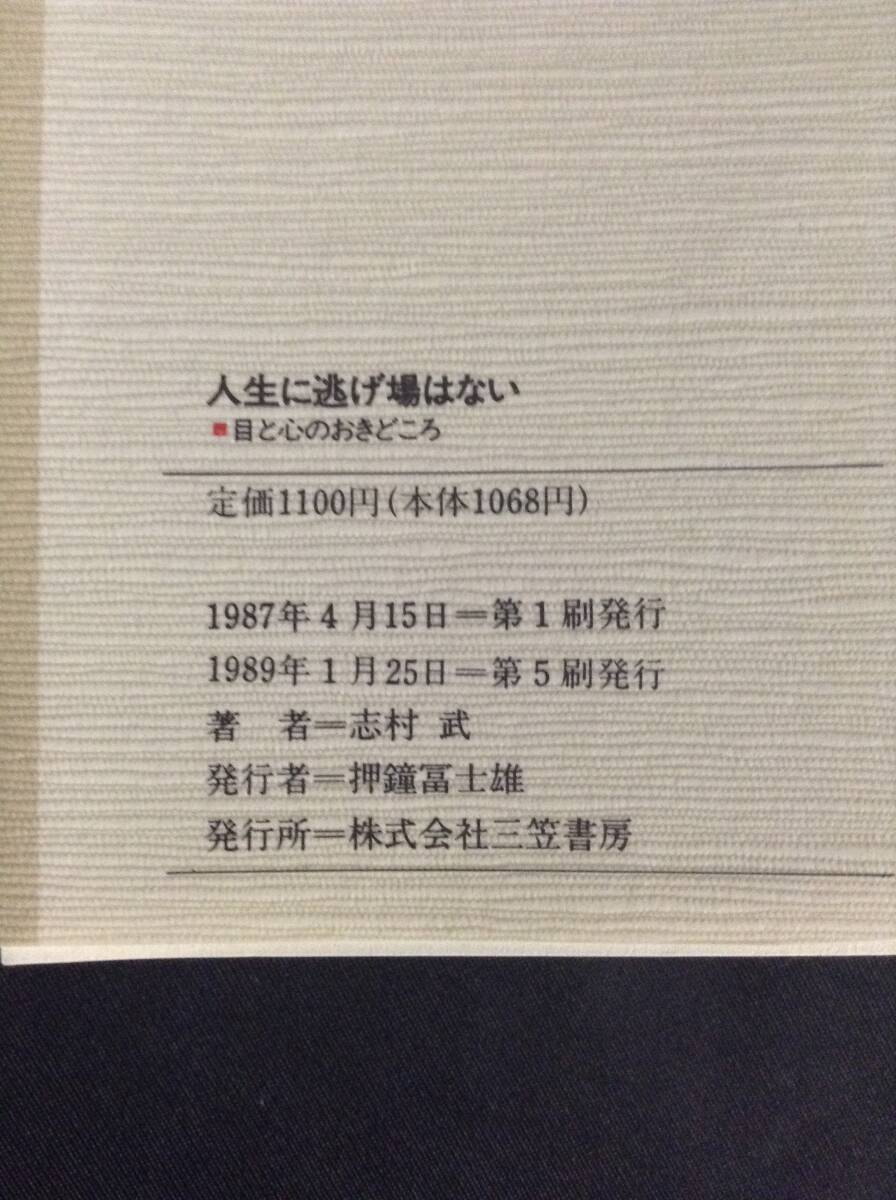 人生に逃げ場はない
■目と心のおきどころ
定価1100円(本体1068円)
1987年4月15日＝第1刷発行
1989年1月25日＝第5刷発行
著　者＝志村 武
発行者＝押鐘冨士雄
発行所＝株式会社三笠書房